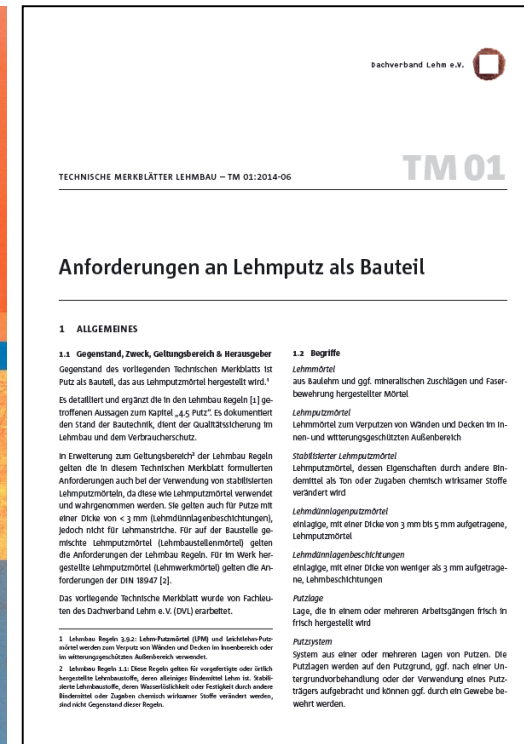 Dachverband Lehm e.V.
TECHNISCHE MERKBLÄTTER LEHMBAU – TM 01:2014-06
TM 01
Anforderungen an Lehmputz als Bauteil
1 ALLGEMEINES
1.1 Gegenstand, Zweck, Geltungsbereich & Herausgeber
Gegenstand des vorliegenden Technischen Merkblatts ist
Putz als Bauteil, das aus Lehmputzmörtel hergestellt wird.¹
Es detailliert und ergänzt die in den Lehmbau Regeln [1] ge-
troffenen Aussagen zum Kapitel „4.5 Putz“. Es dokumentiert
den Stand der Bautechnik, dient der Qualitätssicherung im
Lehmbau und dem Verbraucherschutz.
In Erweiterung zum Geltungsbereich² der Lehmbau Regeln
gelten die in diesem Technischen Merkblatt formulierten
Anforderungen auch bei der Verwendung von stabilisierten
Lehmputzmörteln, da diese wie Lehmputzmörtel verwendet
und wahrgenommen werden. Sie gelten auch für Putze mit
einer Dicke von < 3 mm (Lehmdünnlagenbeschichtungen),
jedoch nicht für Lehmanstriche. Für auf der Baustelle ge-
mischte Lehmputzmörtel (Lehmbaustellenmörtel) gelten
die Anforderungen der Lehmbau Regeln. Für im Werk her-
gestellte Lehmputzmörtel (Lehmwerkmörtel) gelten die An-
forderungen der DIN 18947 [2].
Das vorliegende Technische Merkblatt wurde von Fachleu-
ten des Dachverband Lehm e. V. (DVL) erarbeitet.
1 Lehmbau Regeln 3.9.2: Lehm-Putzmörtel (LPM) und Leichtlehm-Putz-
mörtel werden zum Verputz von Wänden und Decken im Innenbereich oder
im witterungsgeschützten Außenbereich verwendet.
2 Lehmbau Regeln 1.1: Diese Regeln gelten für vorgefertigte oder örtlich
hergestellte Lehmbaustoffe, deren alleiniges Bindemittel Lehm ist. Stabili-
sierte Lehmbaustoffe, deren Wasserlöslichkeit oder Festigkeit durch andere
Bindemittel oder Zugaben chemisch wirksamer Stoffe verändert werden,
sind nicht Gegenstand dieser Regeln.
1.2 Begriffe
Lehmmörtel
aus Baulehm und ggf. mineralischen Zuschlägen und Faser-
bewehrung hergestellter Mörtel
Lehmputzmörtel
Lehmmörtel zum Verputzen von Wänden und Decken im In-
nen- und witterungsgeschützten Außenbereich
Stabilisierter Lehmputzmörtel
Lehmputzmörtel, dessen Eigenschaften durch andere Bin-
demittel als Ton oder Zugaben chemisch wirksamer Stoffe
verändert wird
Lehmdünnlagenputzmörtel
einlagige, mit einer Dicke von 3 mm bis 5 mm aufgetragene,
Lehmputzmörtel
Lehmdünnlagenbeschichtungen
einlagige, mit einer Dicke von weniger als 3 mm aufgetrage-
ne, Lehmbeschichtungen
Putzlage
Lage, die in einem oder mehreren Arbeitsgängen frisch in
frisch hergestellt wird
Putzsystem
System aus einer oder mehreren Lagen von Putzen. Die
Putzlagen werden auf den Putzgrund, ggf. nach einer Un-
tergrundvorbehandlung oder der Verwendung eines Putz-
trägers aufgebracht und können ggf. durch ein Gewebe be-
wehrt werden.